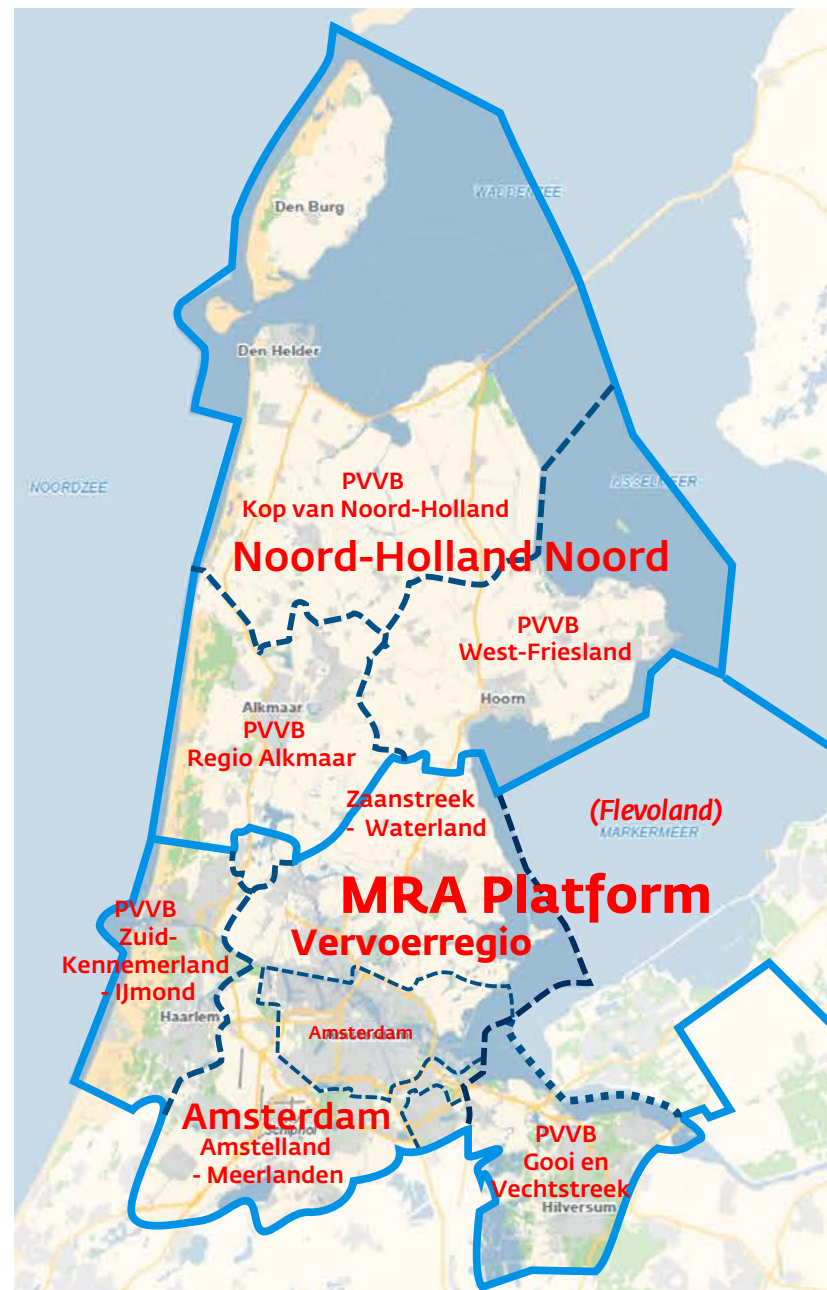 Den Burg
WADDENZEE
Den Helder
NOORDZEE
IJSSELMEER
PVVB
Kop van Noord-Holland
Noord-Holland Noord
PVVB
West-Friesland
Hoorn
Alkmaar
PVVB
Regio Alkmaar
Zaanstreek
- Waterland
(Flevoland)
MARKERMEER
MRA Platform
Vervoerregio
PVVB
Zuid-
Kennemerland
- IJmond
Haarlem
Amsterdam
Amsterdam
Schiphol
Amstelland
- Meerlanden
PVVB
Gooi en
Vechtstreek
Hilversum